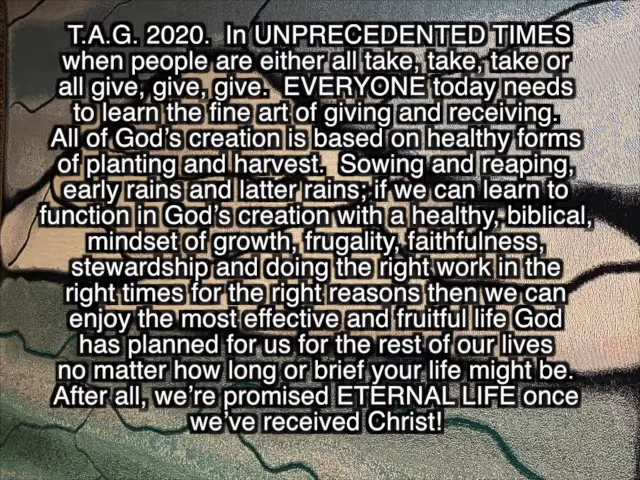 T.A.G. 2020.  In UNPRECEDENTED TIMES
when people are either all take, take, take or
all give, give, give.  EVERYONE today needs
to learn the fine art of giving and receiving.
All of God's creation is based on healthy forms
of planting and harvest.  Sowing and reaping,
early rains and latter rains; if we can learn to
function in God's creation with a healthy, biblical,
mindset of growth, frugality, faithfulness,
stewardship and doing the right work in the
right times for the right reasons then we can
enjoy the most effective and fruitful life God
has planned for us for the rest of our lives
no matter how long or brief your life might be.
After all, we're promised ETERNAL LIFE once
we've received Christ!